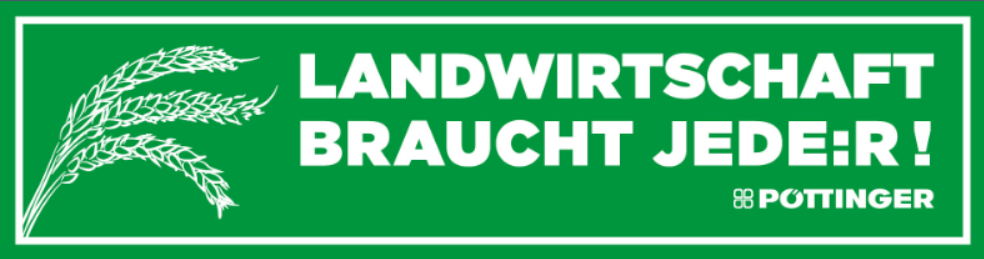 LANDWIRTSCHAFT
BRAUCHT JEDE:R !
PÖTTINGER